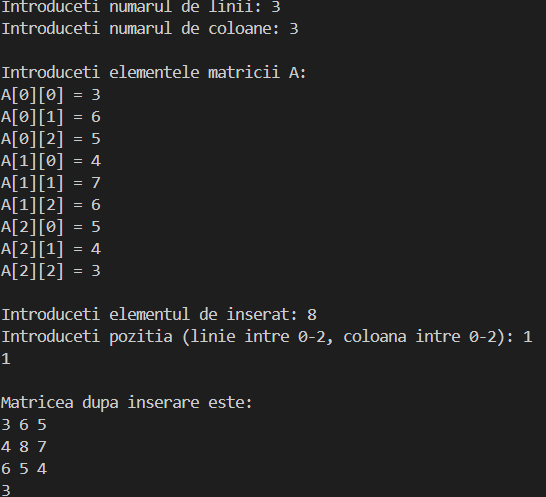 Introduceti numarul de linii: 3
Introduceti numarul de coloane: 3
Introduceti elementele matricii A:
A[0][0] = 3
A[0][1] = 6
A[0][2] = 5
A[1][0] = 4
A[1][1] = 7
A[1][2] = 6
A[2][0] = 5
A[2][1] = 4
A[2][2] = 3
Introduceti elementul de inserat: 8
Introduceti pozitia (linie intre 0-2, coloana intre 0-2): 1
1
Matricea dupa inserare este:
3 6 5
4 8 7
6 5 4
3